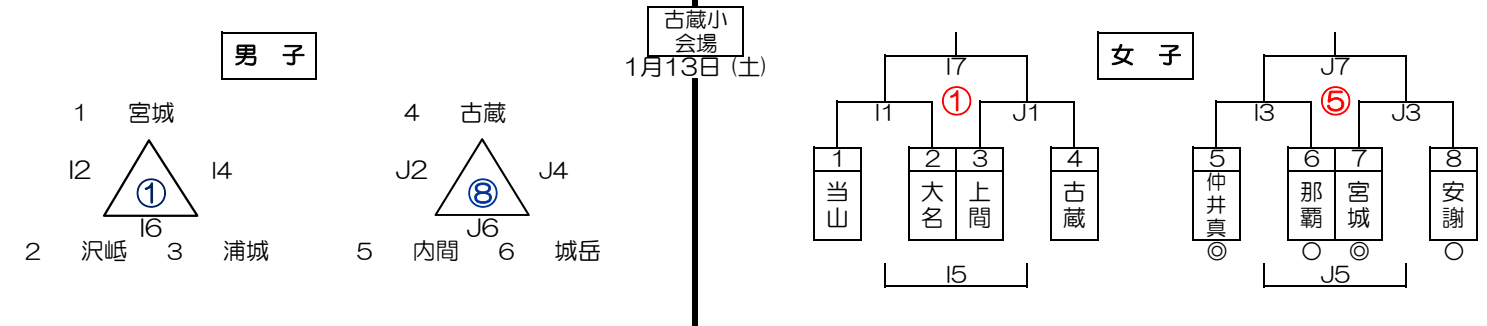 古蔵小
会場
1月13日（土）
男　子
1　宮城
I2　I4
①
I6
2　沢岻　3　浦城
4　古蔵
J2　J4
⑧
J6
5　内間　6　城岳
女　子
I7
①
I1　J1
1　2　3　4
当山　大名　上間　古蔵
I5
J7
⑤
I3　J3
5　6　7　8
仲井真　那覇　宮城　安謝
◎　○　◎　○
J5